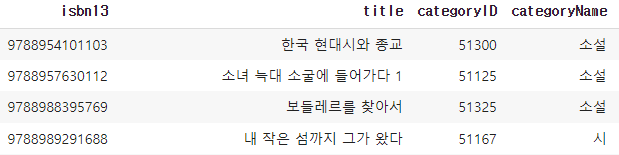 isbn13 title categoryID categoryName
9788954101103 한국 현대시와 종교 51300 소설
9788957630112 소녀 늑대 소굴에 들어가다 1 51125 소설
9788988395769 보들레르를 찾아서 51325 소설
9788989291688 내 작은 섬까지 그가 왔다 51167 시